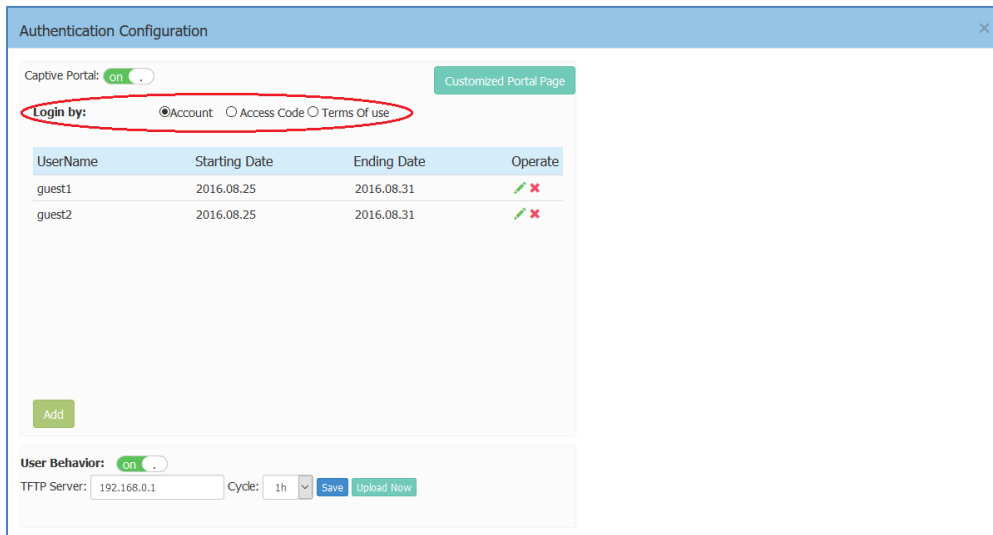 Authentication Configuration
Captive Portal: on .
Customized Portal Page
Login by: Account Access Code Terms Of use
UserName Starting Date Ending Date Operate
guest1 2016.08.25 2016.08.31
guest2 2016.08.25 2016.08.31
Add
User Behavior: on .
TFTP Server: 192.168.0.1 Cycle: 1h Save Upload Now